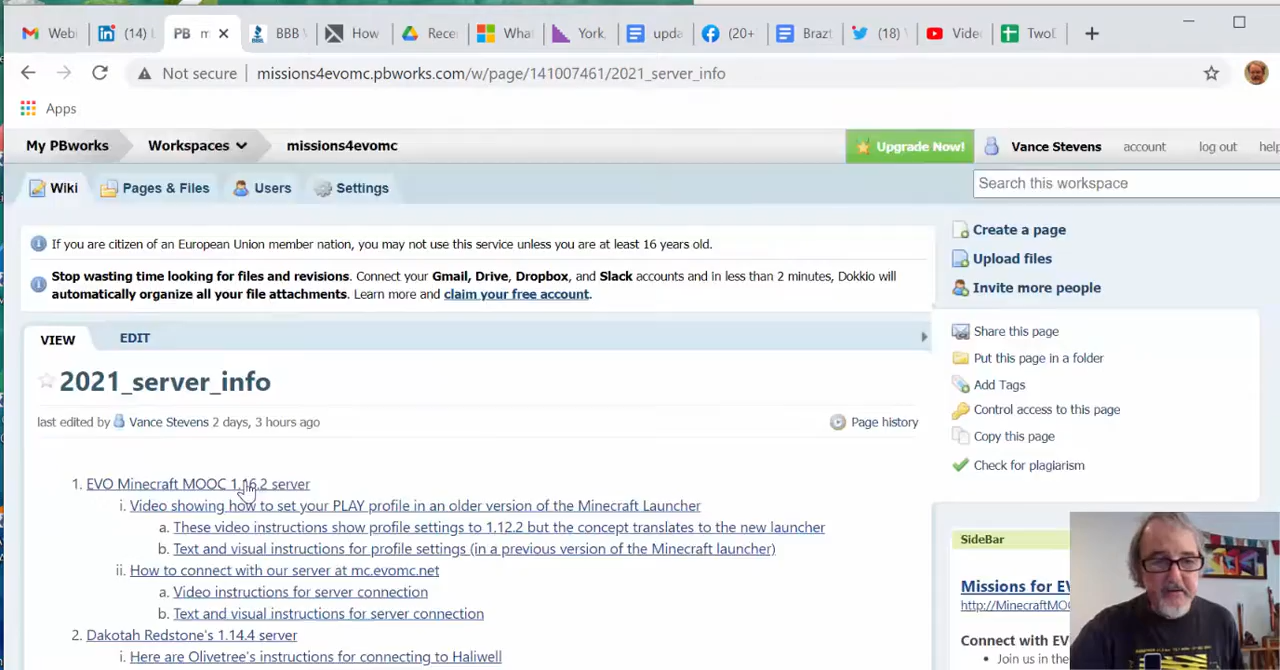 Web (14) PB m BBB How Rece Wha York, upda (20+ Brazt (18) Vide Twol
Not secure missions4evomc.pbworks.com/w/page/141007461/2021_server_info
Apps
My PBworks Workspaces missions4evomc Upgrade Now! Vance Stevens account log out help
Wiki Pages & Files Users Settings Search this workspace
If you are citizen of an European Union member nation, you may not use this service unless you are at least 16 years old.
Stop wasting time looking for files and revisions. Connect your Gmail, Drive, Dropbox, and Slack accounts and in less than 2 minutes, Dokkio will
automatically organize all your file attachments. Learn more and claim your free account.
Create a page
Upload files
Invite more people
VIEW EDIT
2021_server_info
last edited by Vance Stevens 2 days, 3 hours ago Page history
Share this page
Put this page in a folder
Add Tags
Control access to this page
Copy this page
Check for plagiarism
1. EVO Minecraft MOOC 1.16.2 server
i. Video showing how to set your PLAY profile in an older version of the Minecraft Launcher
a. These video instructions show profile settings to 1.12.2 but the concept translates to the new launcher
b. Text and visual instructions for profile settings (in a previous version of the Minecraft launcher)
ii. How to connect with our server at mc.evomc.net
a. Video instructions for server connection
b. Text and visual instructions for server connection
2. Dakotah Redstone's 1.14.4 server
i. Here are Olivetree's instructions for connecting to Haliwell
SideBar
Missions for EV
http://MinecraftMOO
Connect with EV
Join us in the